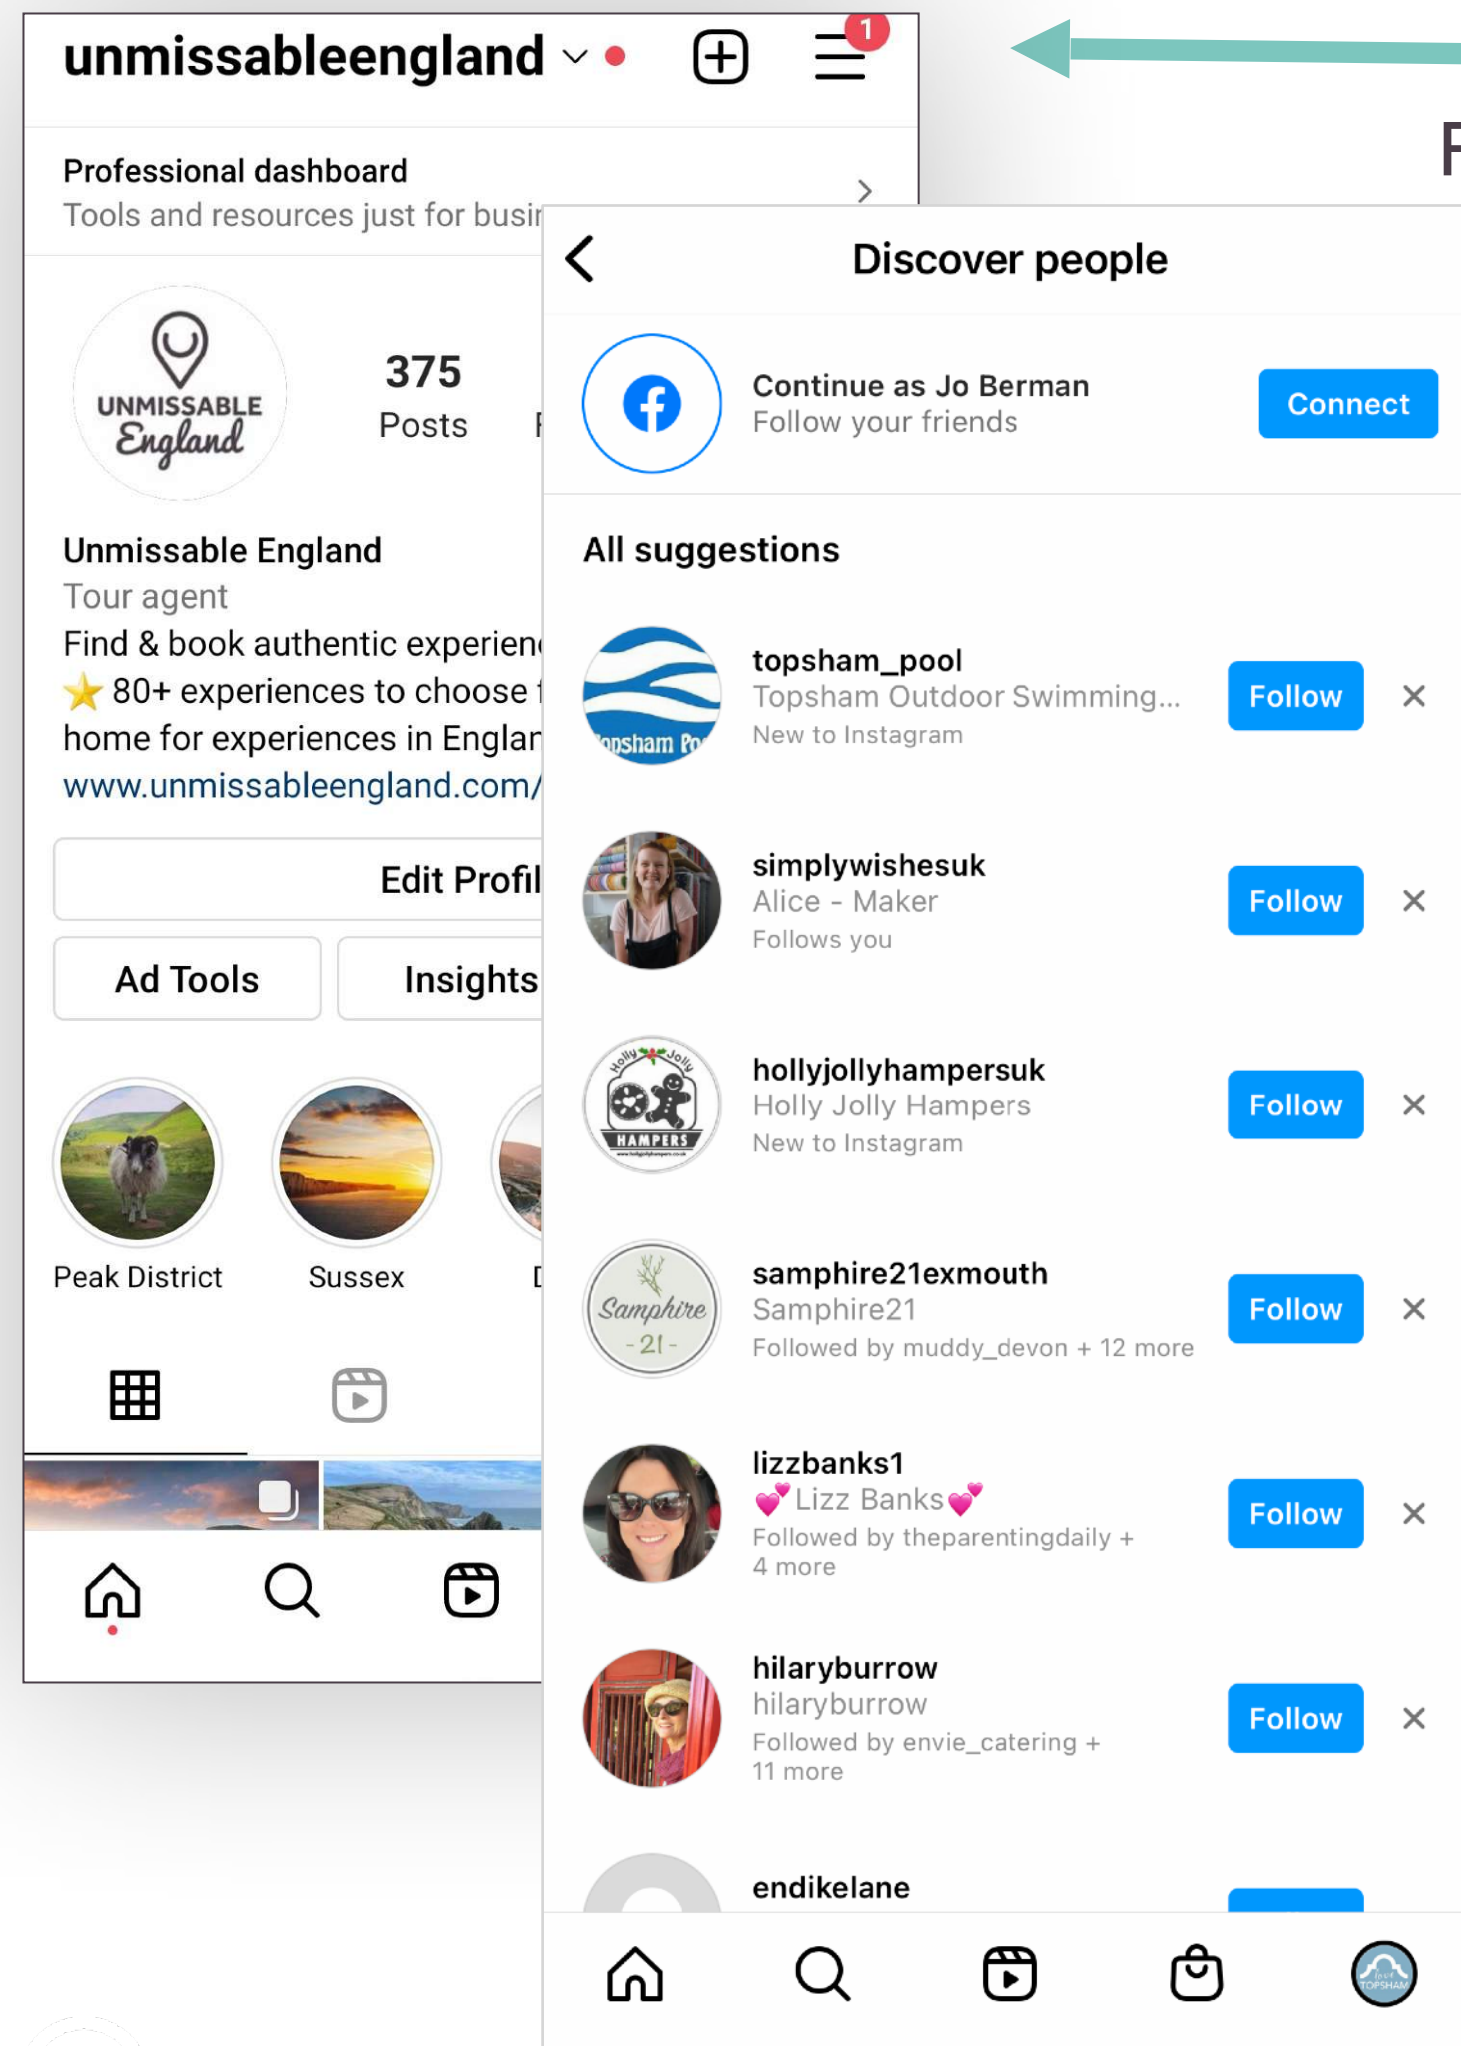 unmissableengland
1
F
Professional dashboard
Tools and resources just for
UNMISSABLE
England
375
Posts
Unmissable England
Tour agent
Find & book authentic
80+ experiences to choose
home for experiences in
www.unmissableengland.com/
Edit
Ad Tools
Insights
Peak District
Sussex
Discover people
Continue as Jo Berman
Follow your friends
Connect
All suggestions
topsham_pool
Topsham Outdoor Swimming...
New to Instagram
Follow
simplywishesuk
Alice - Maker
Follows you
Follow
Holly Jolly
HAMPERS
hollyjollyhampersuk
Holly Jolly Hampers
New to Instagram
Follow
Samphire
- 21 -
samphire21exmouth
Samphire21
Followed by muddy_devon + 12 more
Follow
lizzbanks1
💕Lizz Banks💕
Followed by theparentingdaily +
4 more
Follow
hilaryburrow
hilaryburrow
Followed by envie_catering +
11 more
Follow
endikelane
TOPSHAM